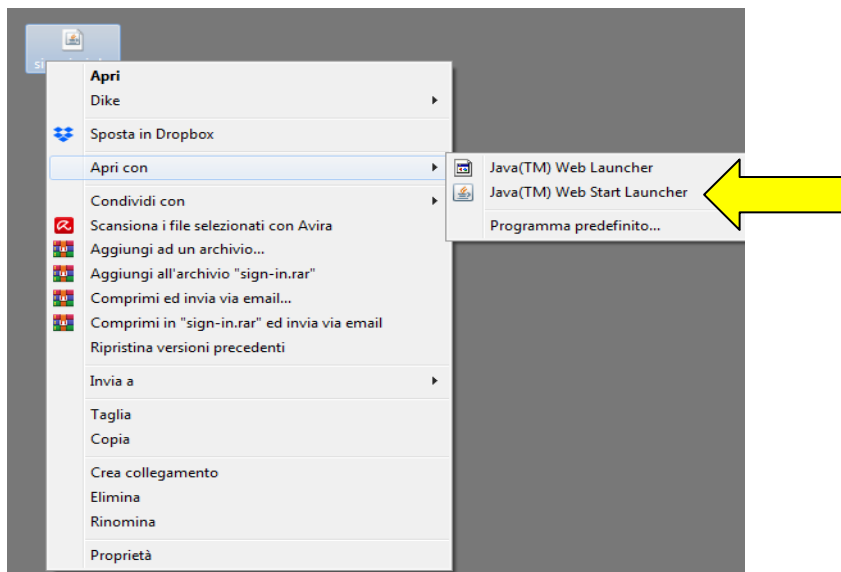 Apri
Dike
Sposta in Dropbox
Apri con
Java(TM) Web Launcher
Java(TM) Web Start Launcher
Programma predefinito...
Condividi con
Scansiona i file selezionati con Avira
Aggiungi ad un archivio...
Aggiungi all'archivio "sign-in.rar"
Comprimi ed invia via email...
Comprimi in "sign-in.rar" ed invia via email
Ripristina versioni precedenti
Invia a
Taglia
Copia
Crea collegamento
Elimina
Rinomina
Proprietà